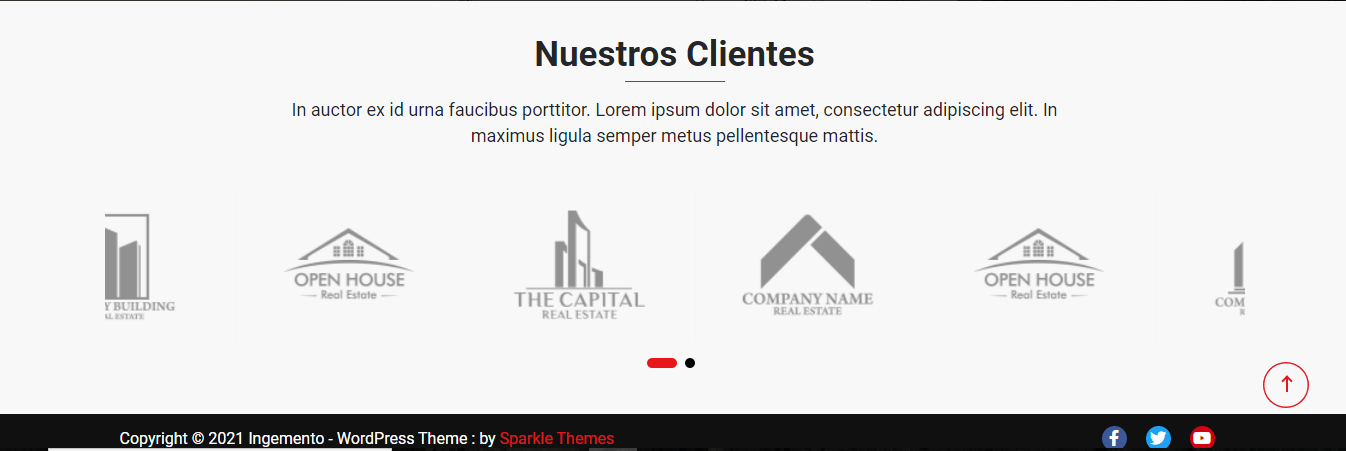 Nuestros Clientes
In auctor ex id urna faucibus porttitor. Lorem ipsum dolor sit amet, consectetur adipiscing elit. In
maximus ligula semper metus pellentesque mattis.
Y BUILDING
AL ESTATE
OPEN HOUSE
Real Estate
THE CAPITAL
REAL ESTATE
COMPANY NAME
REAL ESTATE
OPEN HOUSE
Real Estate
COM
R
Copyright © 2021 Ingemento - WordPress Theme : by Sparkle Themes